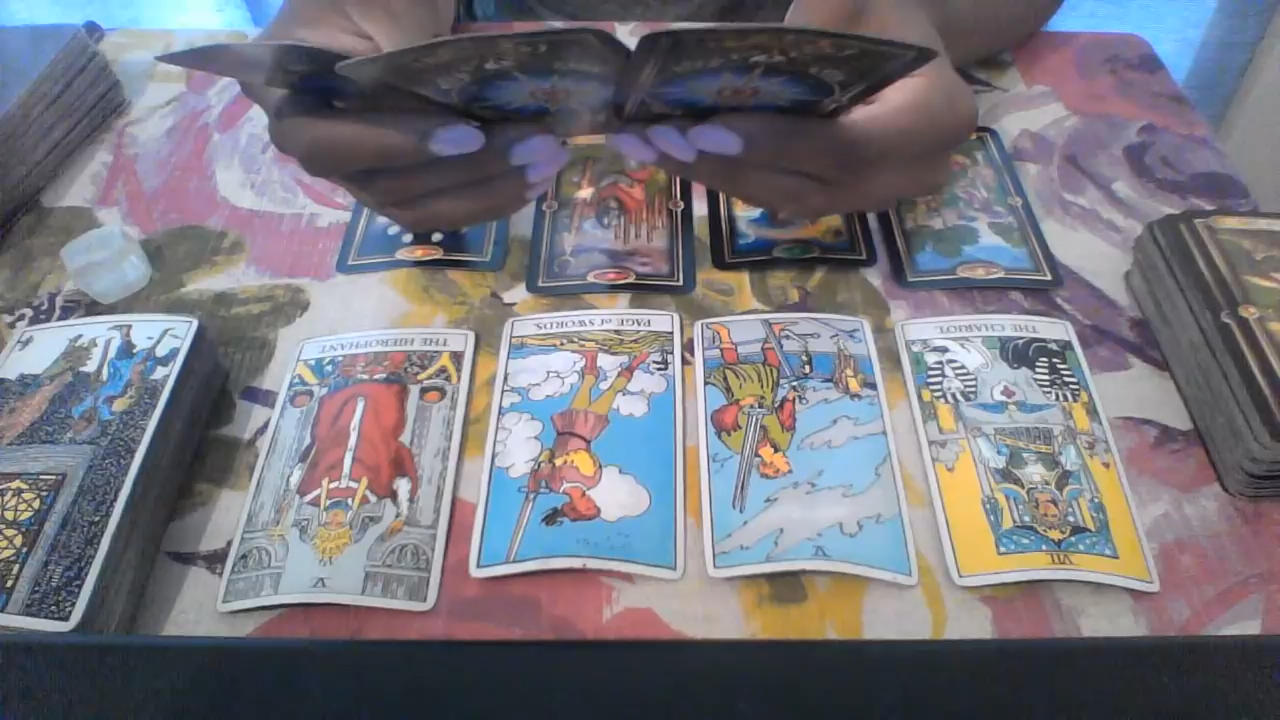 THE HIEROPHANT.
PAGE of SWORDS.
THE CHARIOT.
V
V
VII